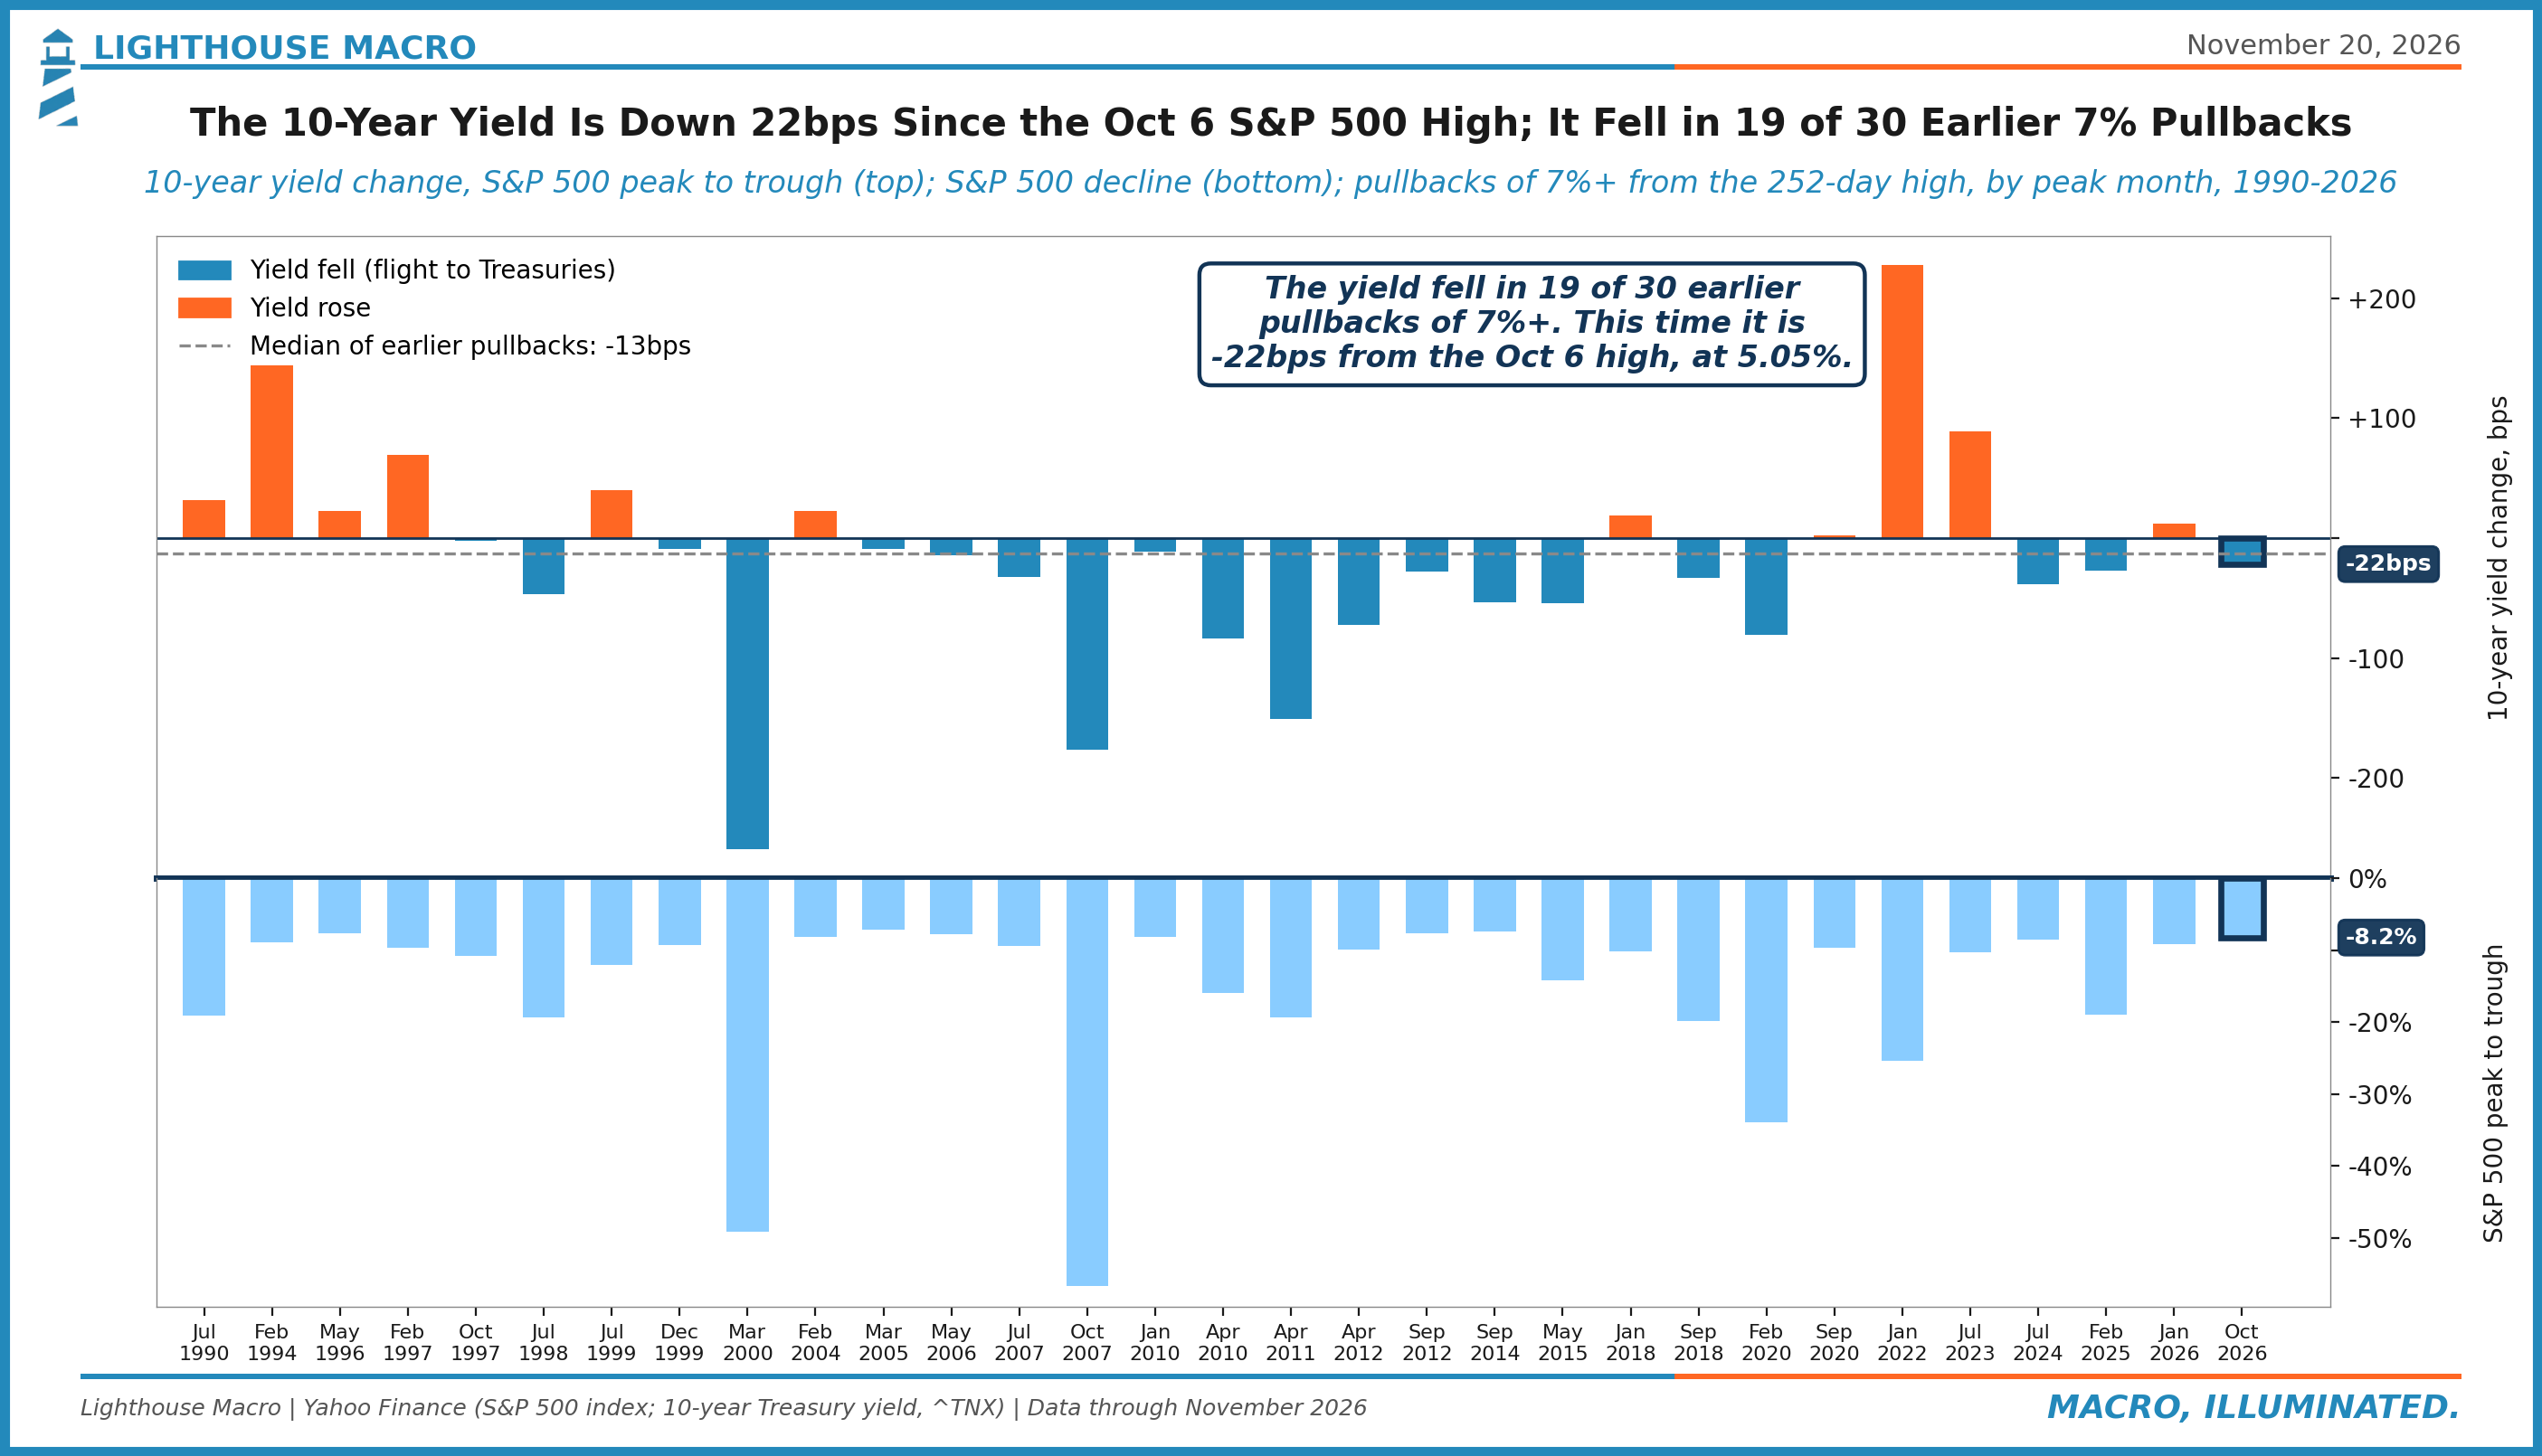 LIGHTHOUSE MACRO
November 20, 2026
The 10-Year Yield Is Down 22bps Since the Oct 6 S&P 500 High; It Fell in 19 of 30 Earlier 7% Pullbacks
10-year yield change, S&P 500 peak to trough (top); S&P 500 decline (bottom); pullbacks of 7%+ from the 252-day high, by peak month, 1990-2026
Yield fell (flight to Treasuries)
Yield rose
Median of earlier pullbacks: -13bps
The yield fell in 19 of 30 earlier
pullbacks of 7%+. This time it is
-22bps from the Oct 6 high, at 5.05%.
+200
+100
-22bps
-100
-200
10-year yield change, bps
0%
-8.2%
-20%
-30%
-40%
-50%
S&P 500 peak to trough
Jul Feb May Feb Oct Jul Jul Dec Mar Feb Mar May Jul Oct Jan Apr Apr Apr Sep Sep May Jan Sep Feb Sep Jan Jul Jul Feb Jan Oct
1990 1994 1996 1997 1997 1998 1999 1999 2000 2004 2005 2006 2007 2007 2010 2010 2011 2012 2012 2014 2015 2018 2018 2020 2020 2022 2023 2024 2025 2026 2026
Lighthouse Macro | Yahoo Finance (S&P 500 index; 10-year Treasury yield, ^TNX) | Data through November 2026
MACRO, ILLUMINATED.